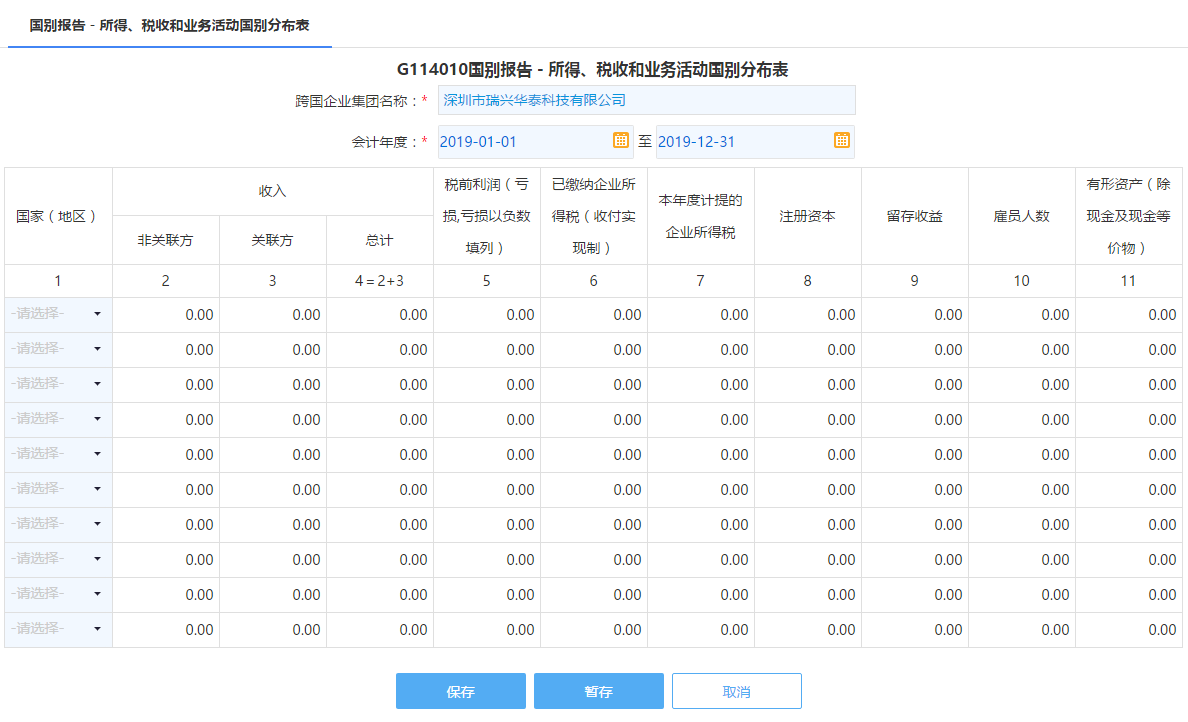 国别报告 - 所得、税收和业务活动国别分布表
G114010国别报告 - 所得、税收和业务活动国别分布表
跨国企业集团名称：* 深圳市瑞兴华泰科技有限公司
会计年度：* 2019-01-01 至 2019-12-31
国家（地区） 收入 税前利润（亏损,亏损以负数填列） 已缴纳企业所得税（收付实现制） 本年度计提的企业所得税 注册资本 留存收益 雇员人数 有形资产（除现金及现金等价物）
非关联方 关联方 总计
1 2 3 4=2+3 5 6 7 8 9 10 11
-请选择- 0.00 0.00 0.00 0.00 0.00 0.00 0.00 0.00 0.00 0.00
-请选择- 0.00 0.00 0.00 0.00 0.00 0.00 0.00 0.00 0.00 0.00
-请选择- 0.00 0.00 0.00 0.00 0.00 0.00 0.00 0.00 0.00 0.00
-请选择- 0.00 0.00 0.00 0.00 0.00 0.00 0.00 0.00 0.00 0.00
-请选择- 0.00 0.00 0.00 0.00 0.00 0.00 0.00 0.00 0.00 0.00
-请选择- 0.00 0.00 0.00 0.00 0.00 0.00 0.00 0.00 0.00 0.00
-请选择- 0.00 0.00 0.00 0.00 0.00 0.00 0.00 0.00 0.00 0.00
-请选择- 0.00 0.00 0.00 0.00 0.00 0.00 0.00 0.00 0.00 0.00
-请选择- 0.00 0.00 0.00 0.00 0.00 0.00 0.00 0.00 0.00 0.00
-请选择- 0.00 0.00 0.00 0.00 0.00 0.00 0.00 0.00 0.00 0.00
保存 暂存 取消